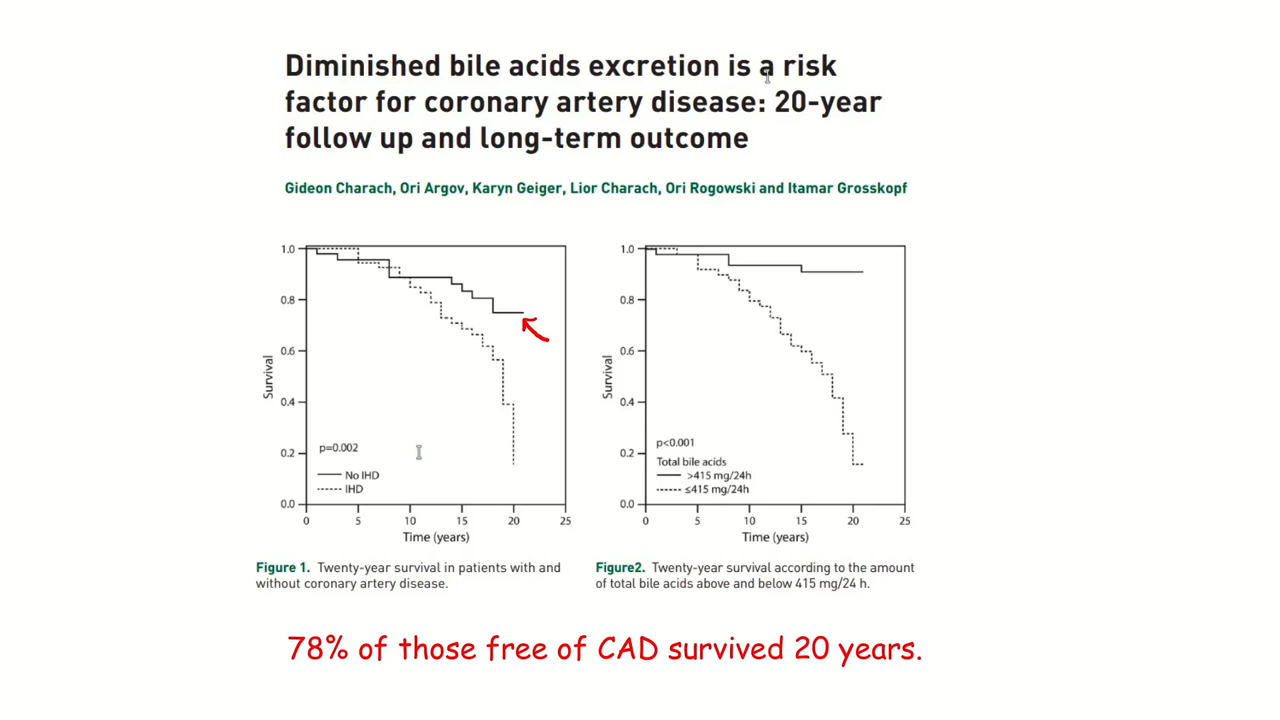 Diminished bile acids excretion is a risk
factor for coronary artery disease: 20-year
follow up and long-term outcome
Gideon Charach, Ori Argov, Karyn Geiger, Lior Charach, Ori Rogowski and Itamar Grosskopf
1.0
0.8
0.6
0.4
0.2
0.0
Survival
p=0.002
No IHD
IHD
0 5 10 15 20 25
Time (years)
Figure 1. Twenty-year survival in patients with and
without coronary artery disease.
1.0
0.8
0.6
0.4
0.2
0.0
Survival
p<0.001
Total bile acids
>415 mg/24h
≤415 mg/24h
0 5 10 15 20 25
Time (years)
Figure2. Twenty-year survival according to the amount
of total bile acids above and below 415 mg/24 h.
78% of those free of CAD survived 20 years.